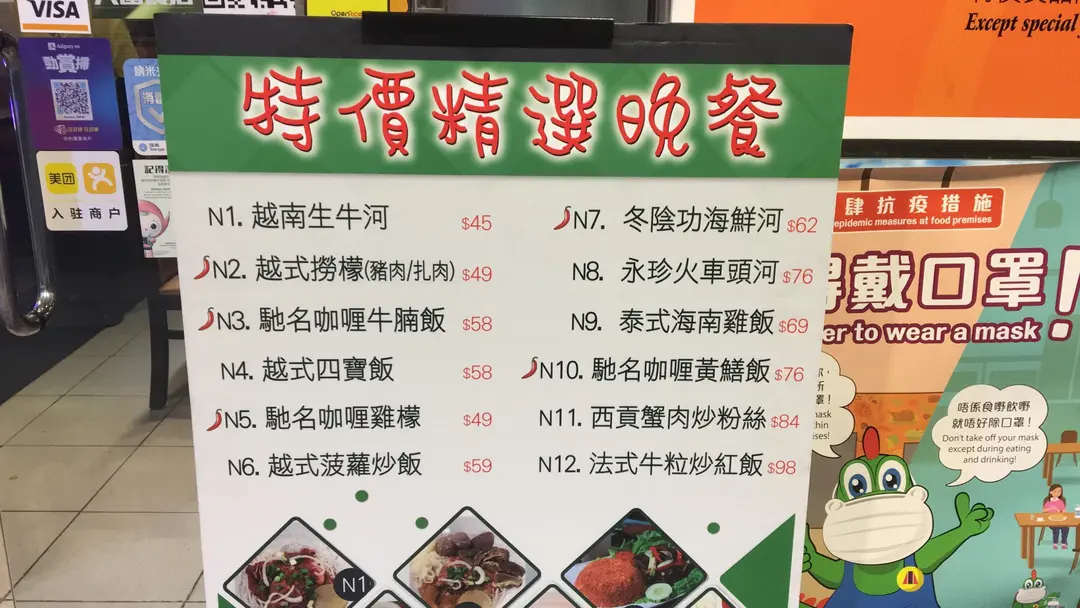 VISA
OpenRice
Except special
Alipay
勁賞掃
美团
入驻商户
特價精選晚餐
N1. 越南生牛河 $45
N2. 越式撈檬(豬肉/扎肉) $49
N3. 馳名咖喱牛腩飯 $58
N4. 越式四寶飯 $58
N5. 馳名咖喱雞檬 $49
N6. 越式菠蘿炒飯 $59
N7. 冬陰功海鮮河 $62
N8. 永珍火車頭河 $76
N9. 泰式海南雞飯 $69
N10. 馳名咖喱黃鱔飯 $76
N11. 西貢蟹肉炒粉絲 $84
N12. 法式牛粒炒紅飯 $98
N1
肆抗疫措施
epidemic measures at food premises
戴口罩!
er to wear a mask!
唔係食嘢飲嘢
就唔好除口罩!
Don't take off your mask
except during eating
and drinking!